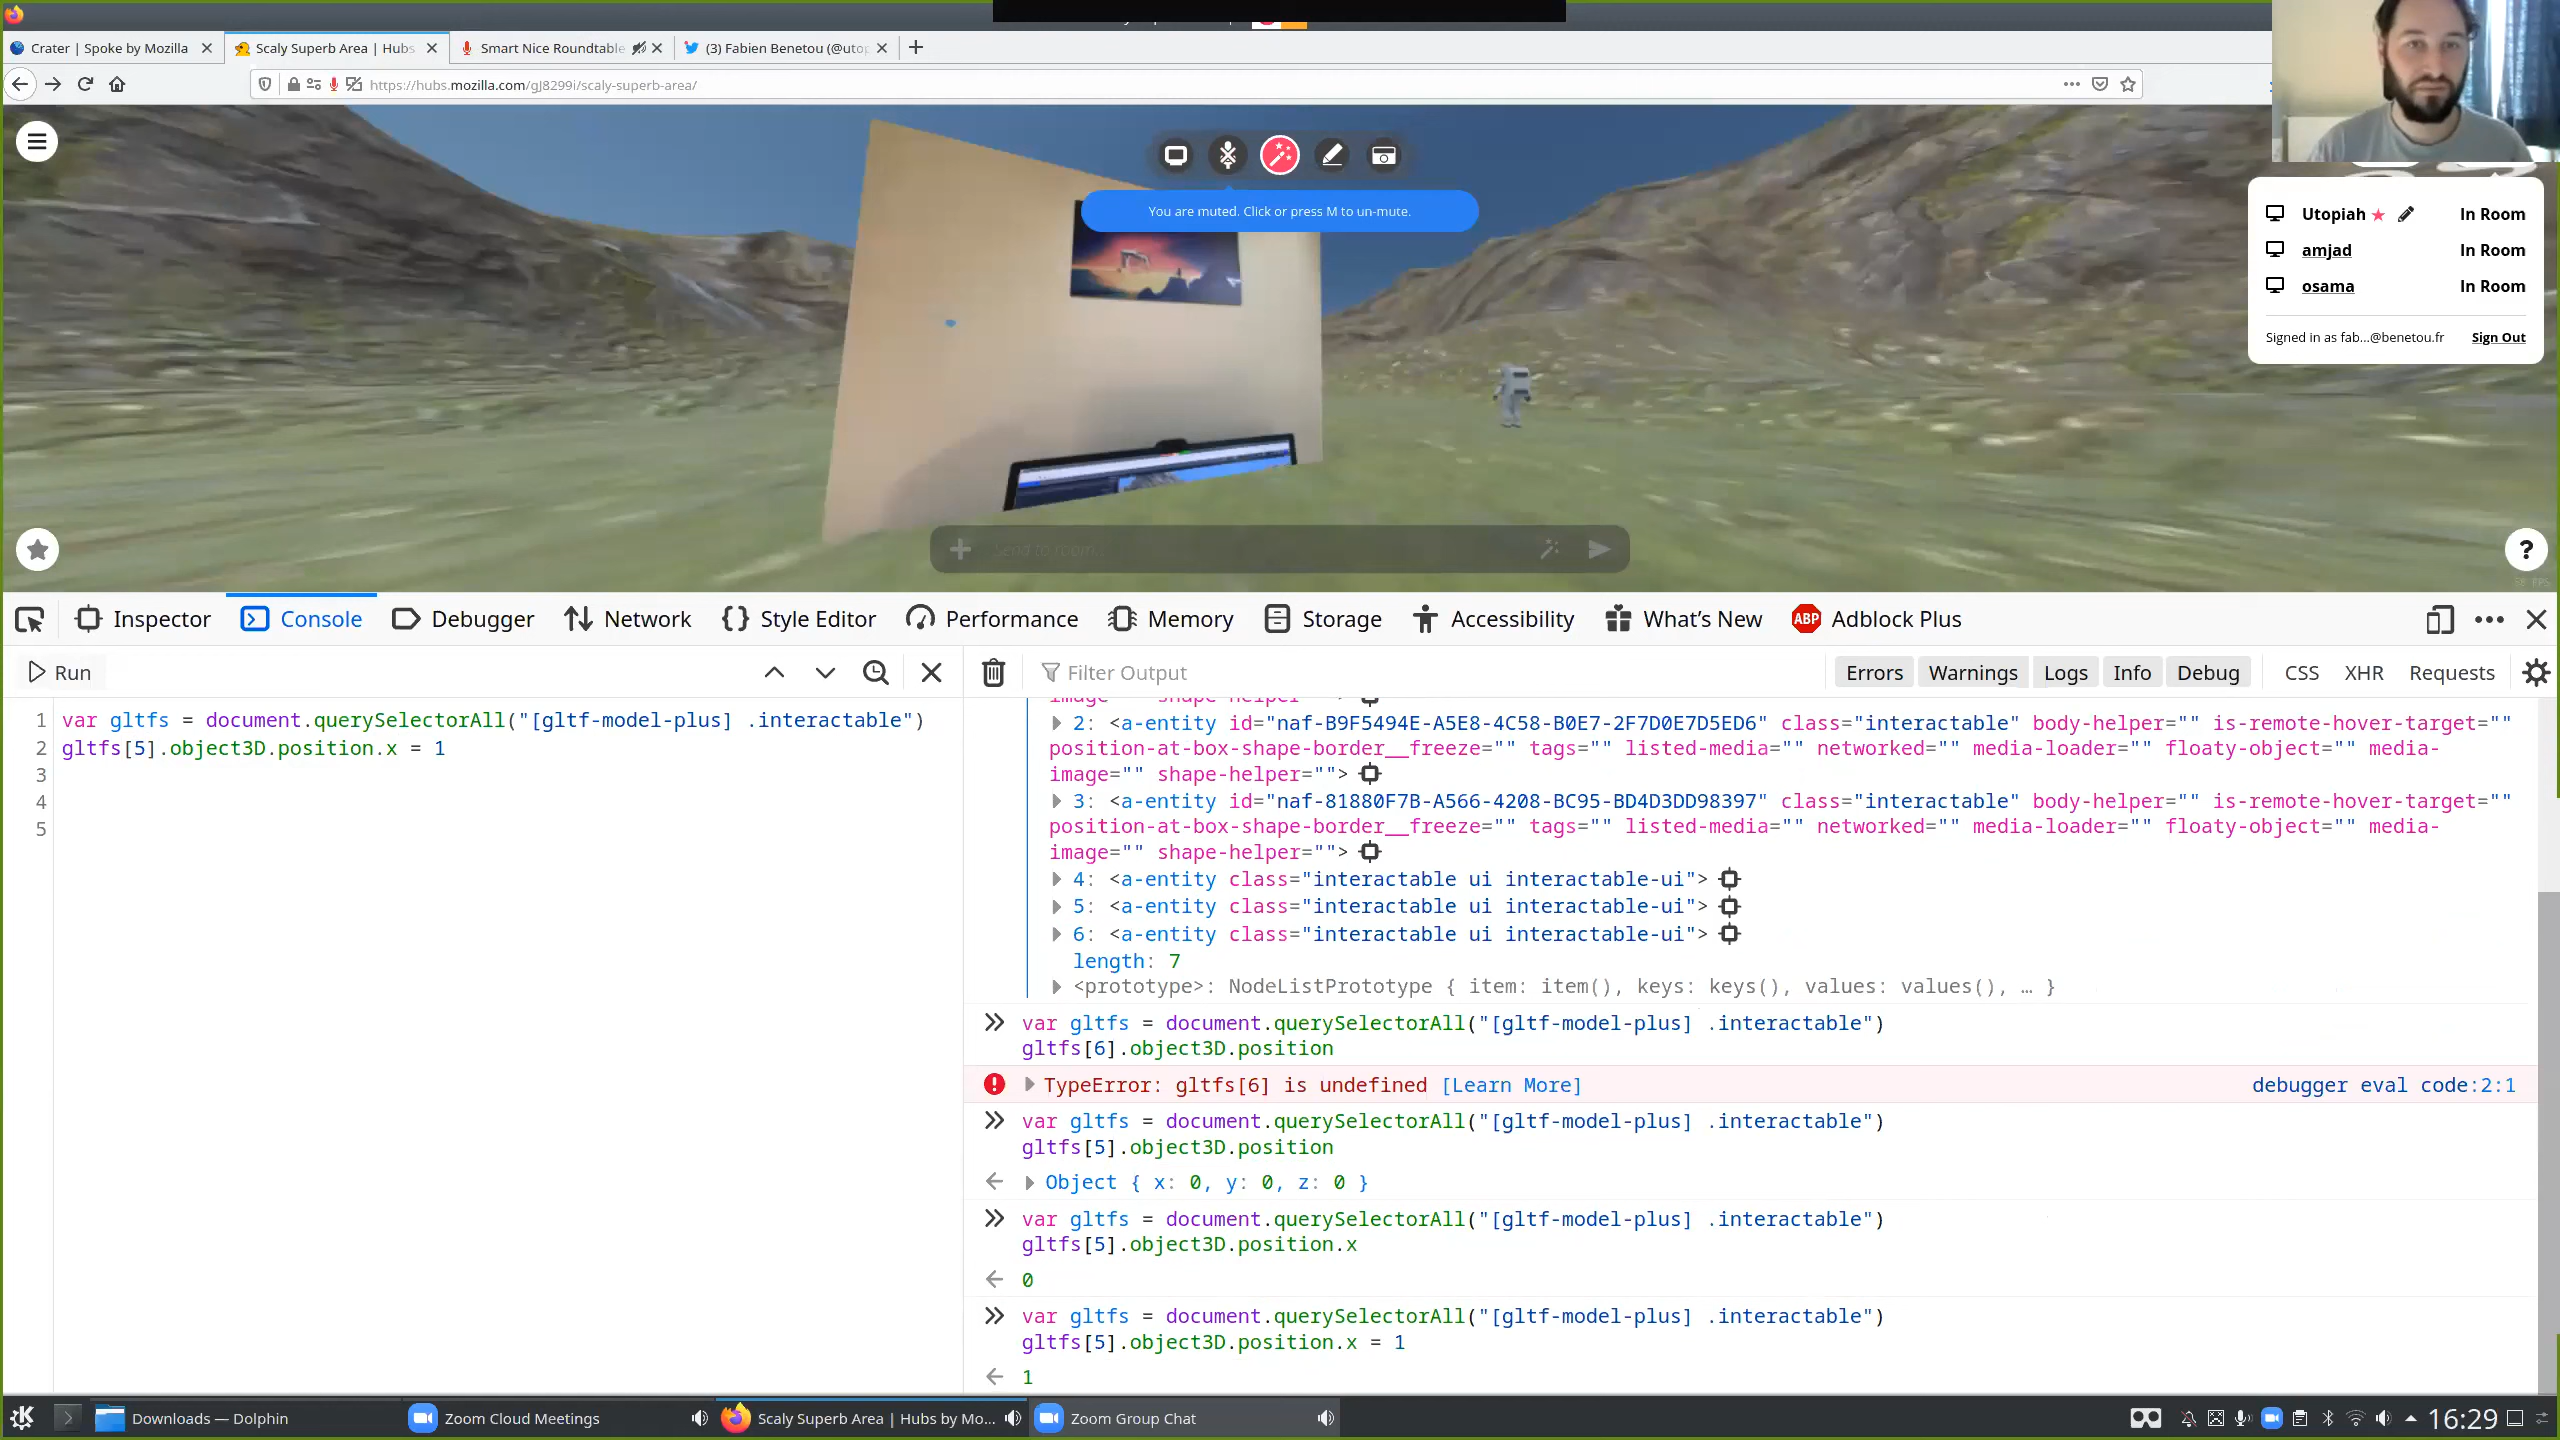 Crater | Spoke by Mozilla
Scaly Superb Area | Hubs
Smart Nice Roundtable
(3) Fabien Benetou (@uto
https://hubs.mozilla.com/gJ8299i/scaly-superb-area/
You are muted. Click or press M to un-mute.
Utopiah ★ In Room
amjad In Room
osama In Room
Signed in as fab...@benetou.fr Sign Out
Send to room...
?
Inspector Console Debugger Network Style Editor Performance Memory Storage Accessibility What's New ABP Adblock Plus
Run
Filter Output
Errors Warnings Logs Info Debug CSS XHR Requests
1 var gltfs = document.querySelectorAll("[gltf-model-plus] .interactable")
2 gltfs[5].object3D.position.x = 1
3
4
5
image="" shape-helper="">
2: <a-entity id="naf-B9F5494E-A5E8-4C58-B0E7-2F7D0E7D5ED6" class="interactable" body-helper="" is-remote-hover-target=""
position-at-box-shape-border__freeze="" tags="" listed-media="" networked="" media-loader="" floaty-object="" media-
image="" shape-helper="">
3: <a-entity id="naf-81880F7B-A566-4208-BC95-BD4D3DD98397" class="interactable" body-helper="" is-remote-hover-target=""
position-at-box-shape-border__freeze="" tags="" listed-media="" networked="" media-loader="" floaty-object="" media-
image="" shape-helper="">
4: <a-entity class="interactable ui interactable-ui">
5: <a-entity class="interactable ui interactable-ui">
6: <a-entity class="interactable ui interactable-ui">
length: 7
<prototype>: NodeListPrototype { item: item(), keys: keys(), values: values(), … }
var gltfs = document.querySelectorAll("[gltf-model-plus] .interactable")
gltfs[6].object3D.position
TypeError: gltfs[6] is undefined [Learn More] debugger eval code:2:1
var gltfs = document.querySelectorAll("[gltf-model-plus] .interactable")
gltfs[5].object3D.position
Object { x: 0, y: 0, z: 0 }
var gltfs = document.querySelectorAll("[gltf-model-plus] .interactable")
gltfs[5].object3D.position.x
0
var gltfs = document.querySelectorAll("[gltf-model-plus] .interactable")
gltfs[5].object3D.position.x = 1
1
Downloads — Dolphin
Zoom Cloud Meetings
Scaly Superb Area | Hubs by Mo...
Zoom Group Chat
16:29